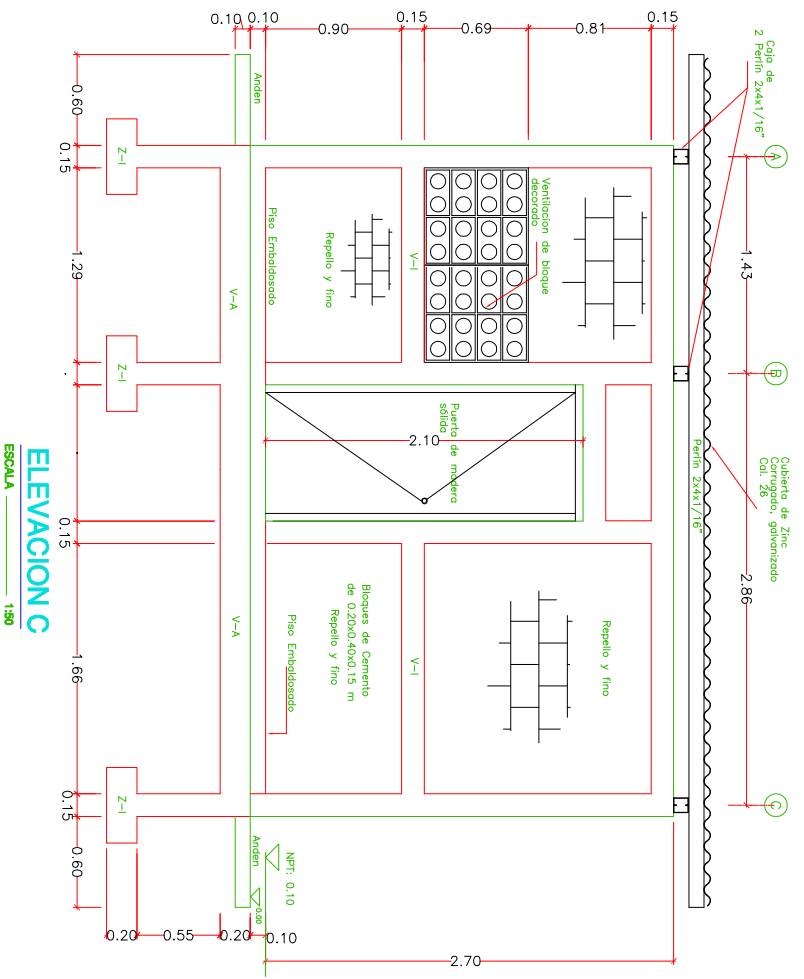 A
B
C
1.43
2.86
Caja de
2 Perlin 2x4x1/16"
Cubierta de Zinc
Corrugado, galvanizado
Cal. 26
Perlin 2x4x1/16"
0.15
0.81
0.69
0.15
0.90
0.10
0.10
Ventilacion de bloque
decorado
V-I
Repello y fino
Piso Embaldosado
Anden
Puerta de madera
sólida
2.10
Repello y fino
V-I
Bloques de Cemento
de 0.20x0.40x0.15 m
Repello y fino
Piso Embaldosado
Anden
NPT: 0.10
0.00
V-A
V-A
Z-I
Z-I
Z-I
2.70
0.10
0.20
0.55
0.20
0.60
0.15
1.29
0.15
1.66
0.15
0.60
ELEVACION C
ESCALA 1:50